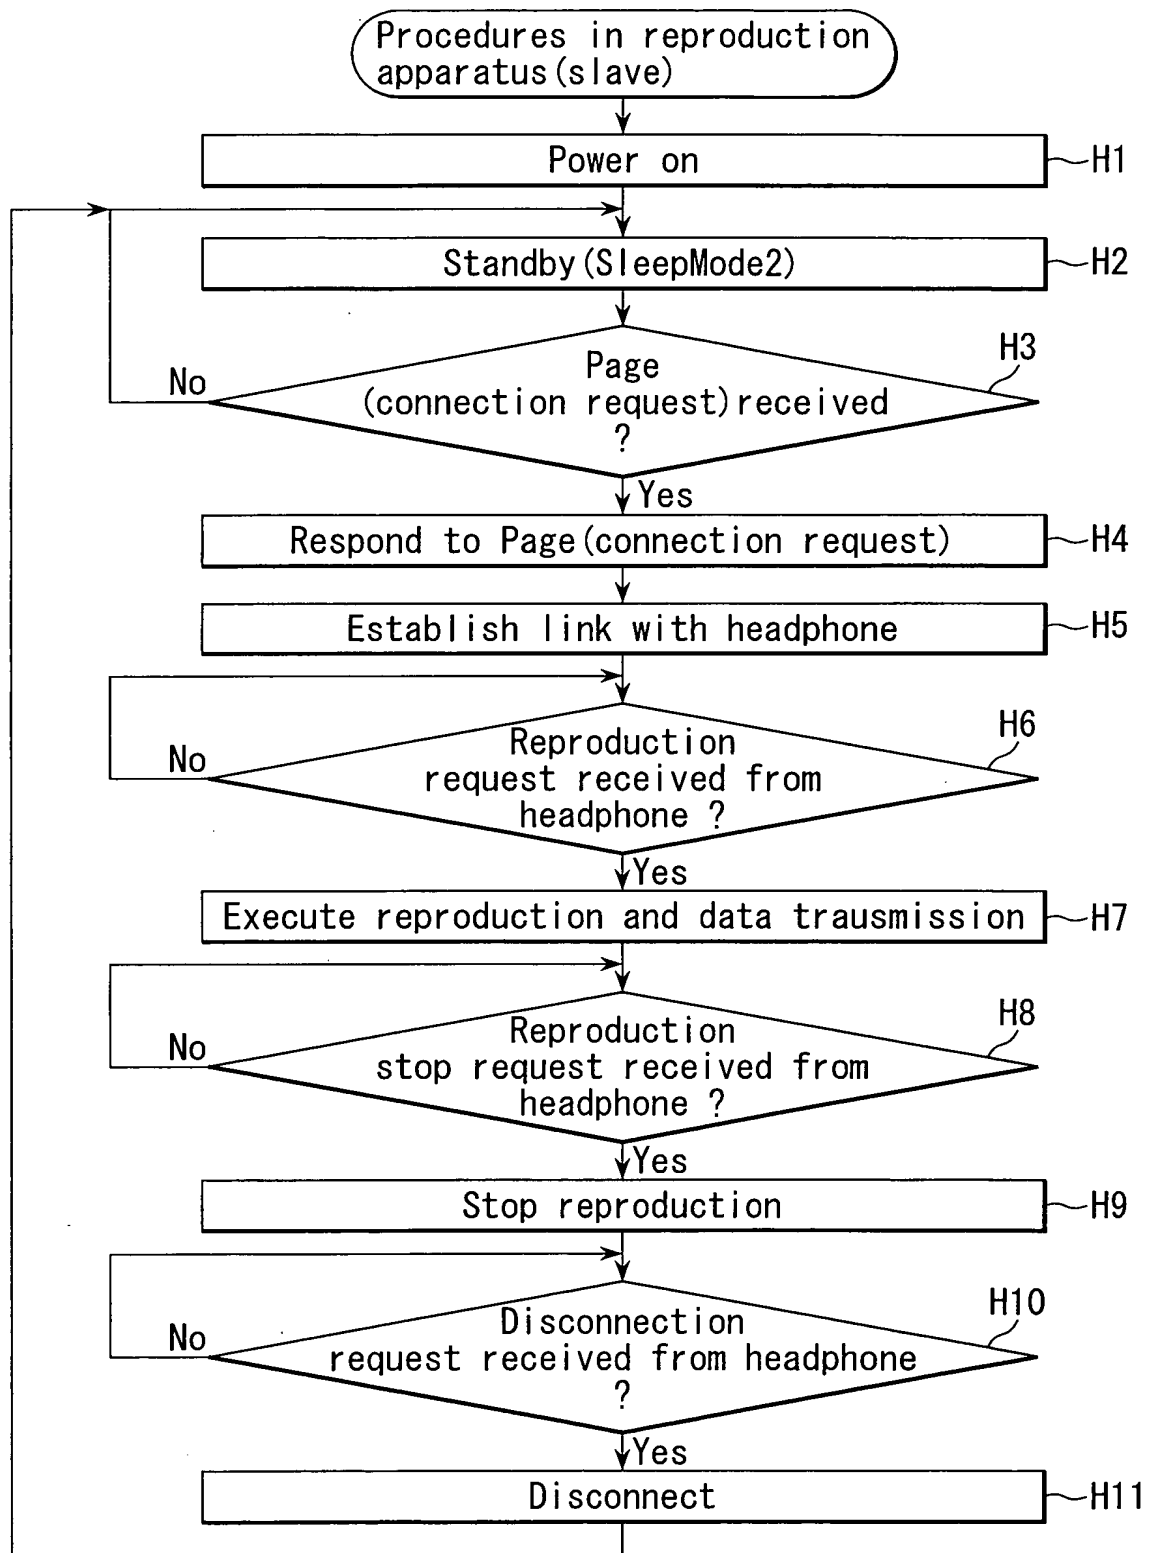 Procedures in reproduction
apparatus(slave)
Power on
H1
Standby(SleepMode2)
H2
H3
Page
(connection request)received
?
No
Yes
Respond to Page(connection request)
H4
Establish link with headphone
H5
H6
Reproduction
request received from
headphone ?
No
Yes
Execute reproduction and data trausmission
H7
H8
Reproduction
stop request received from
headphone ?
No
Yes
Stop reproduction
H9
H10
Disconnection
request received from headphone
?
No
Yes
Disconnect
H11